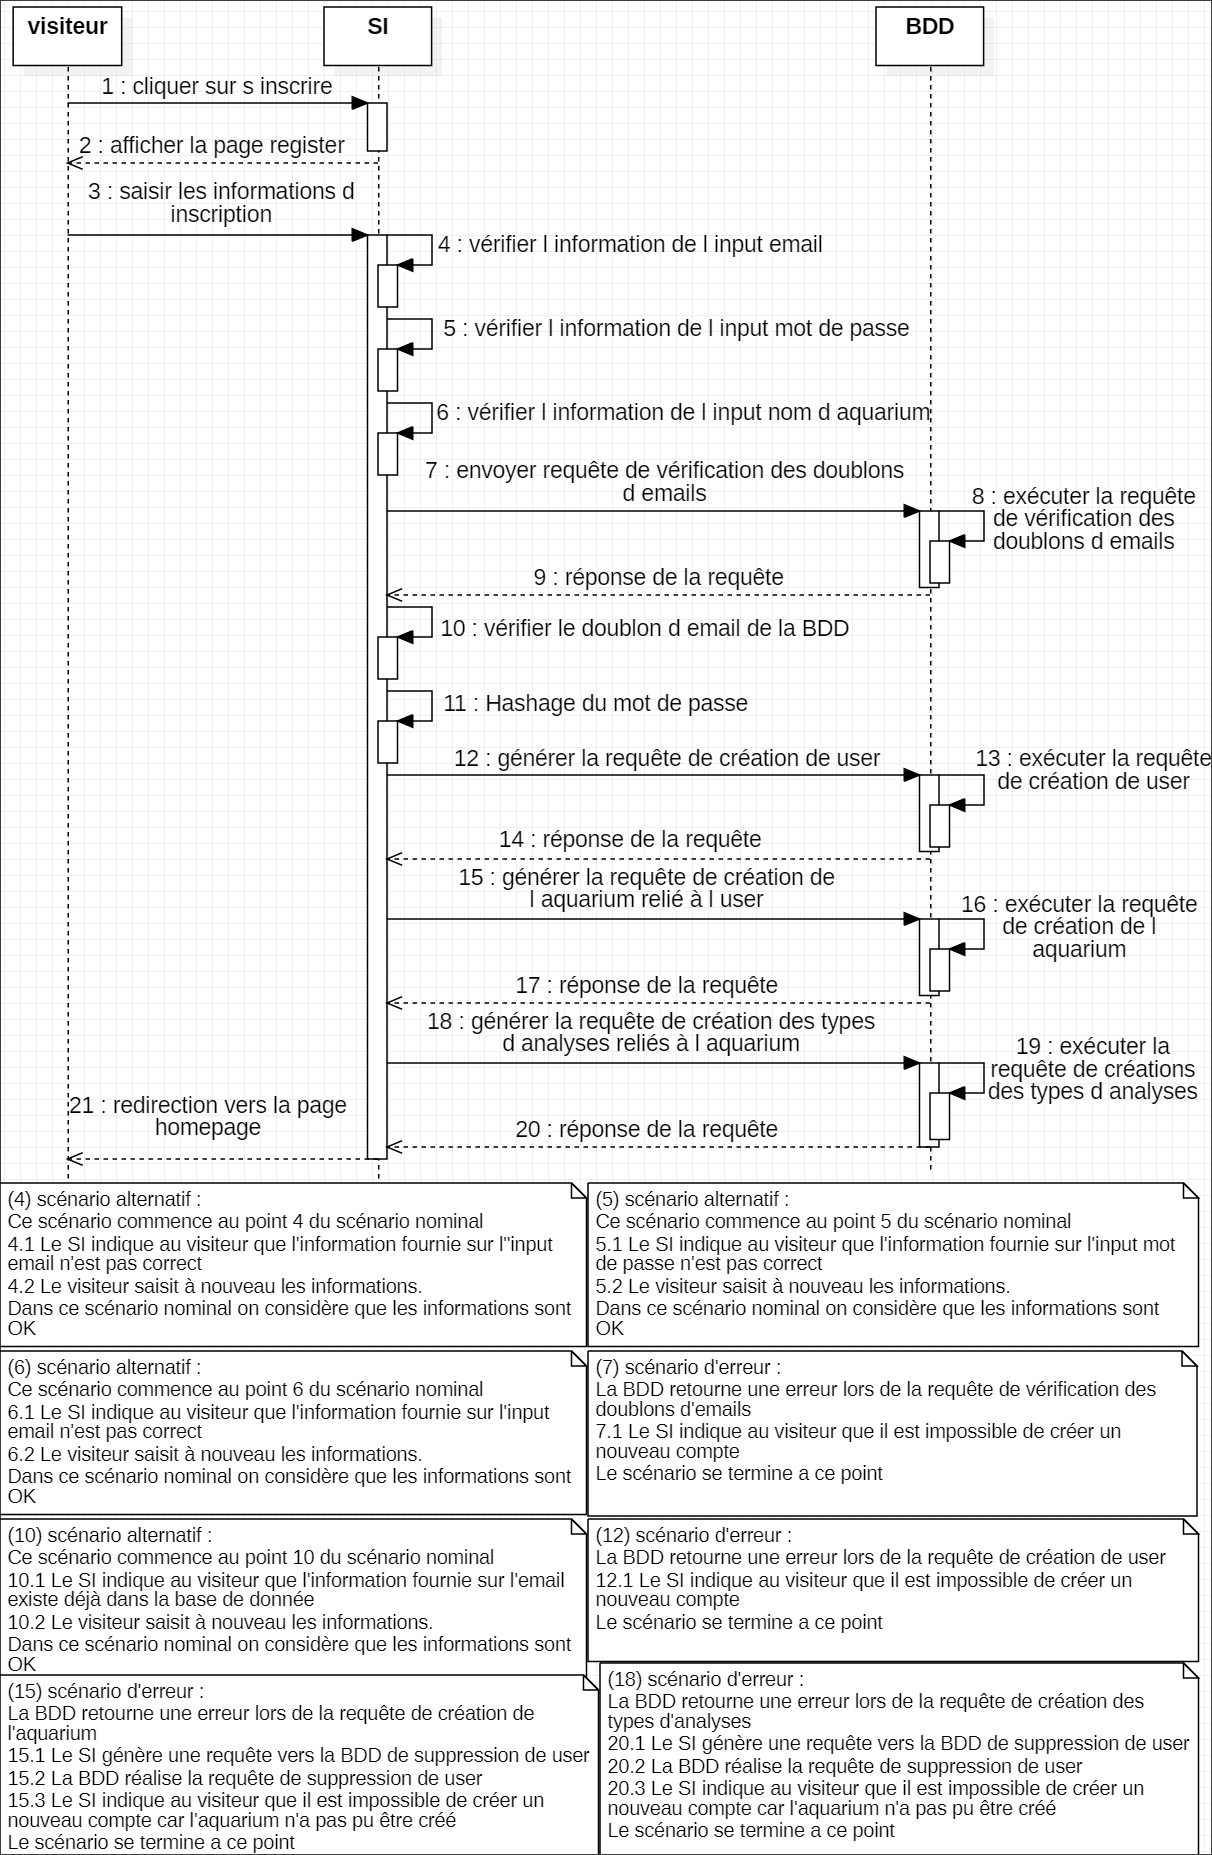 visiteur
SI
BDD
1 : cliquer sur s inscrire
2 : afficher la page register
3 : saisir les informations d
inscription
4 : vérifier l information de l input email
5 : vérifier l information de l input mot de passe
6 : vérifier l information de l input nom d aquarium
7 : envoyer requête de vérification des doublons
d emails
8 : exécuter la requête
de vérification des
doublons d emails
9 : réponse de la requête
10 : vérifier le doublon d email de la BDD
11 : Hashage du mot de passe
12 : générer la requête de création de user
13 : exécuter la requête
de création de user
14 : réponse de la requête
15 : générer la requête de création de
l aquarium relié à l user
16 : exécuter la requête
de création de l
aquarium
17 : réponse de la requête
18 : générer la requête de création des types
d analyses reliés à l aquarium
19 : exécuter la
requête de créations
des types d analyses
20 : réponse de la requête
21 : redirection vers la page
homepage
(4) scénario alternatif :
Ce scénario commence au point 4 du scénario nominal
4.1 Le SI indique au visiteur que l'information fournie sur l''input
email n'est pas correct
4.2 Le visiteur saisit à nouveau les informations.
Dans ce scénario nominal on considère que les informations sont
OK
(5) scénario alternatif :
Ce scénario commence au point 5 du scénario nominal
5.1 Le SI indique au visiteur que l'information fournie sur l'input mot
de passe n'est pas correct
5.2 Le visiteur saisit à nouveau les informations.
Dans ce scénario nominal on considère que les informations sont
OK
(6) scénario alternatif :
Ce scénario commence au point 6 du scénario nominal
6.1 Le SI indique au visiteur que l'information fournie sur l'input
email n'est pas correct
6.2 Le visiteur saisit à nouveau les informations.
Dans ce scénario nominal on considère que les informations sont
OK
(7) scénario d'erreur :
La BDD retourne une erreur lors de la requête de vérification des
doublons d'emails
7.1 Le SI indique au visiteur que il est impossible de créer un
nouveau compte
Le scénario se termine a ce point
(10) scénario alternatif :
Ce scénario commence au point 10 du scénario nominal
10.1 Le SI indique au visiteur que l'information fournie sur l'email
existe déjà dans la base de donnée
10.2 Le visiteur saisit à nouveau les informations.
Dans ce scénario nominal on considère que les informations sont
OK
(12) scénario d'erreur :
La BDD retourne une erreur lors de la requête de création de user
12.1 Le SI indique au visiteur que il est impossible de créer un
nouveau compte
Le scénario se termine a ce point
(15) scénario d'erreur :
La BDD retourne une erreur lors de la requête de création de
l'aquarium
15.1 Le SI génère une requête vers la BDD de suppression de user
15.2 La BDD réalise la requête de suppression de user
15.3 Le SI indique au visiteur que il est impossible de créer un
nouveau compte car l'aquarium n'a pas pu être créé
Le scénario se termine a ce point
(18) scénario d'erreur :
La BDD retourne une erreur lors de la requête de création des
types d'analyses
20.1 Le SI génère une requête vers la BDD de suppression de user
20.2 La BDD réalise la requête de suppression de user
20.3 Le SI indique au visiteur que il est impossible de créer un
nouveau compte car l'aquarium n'a pas pu être créé
Le scénario se termine a ce point